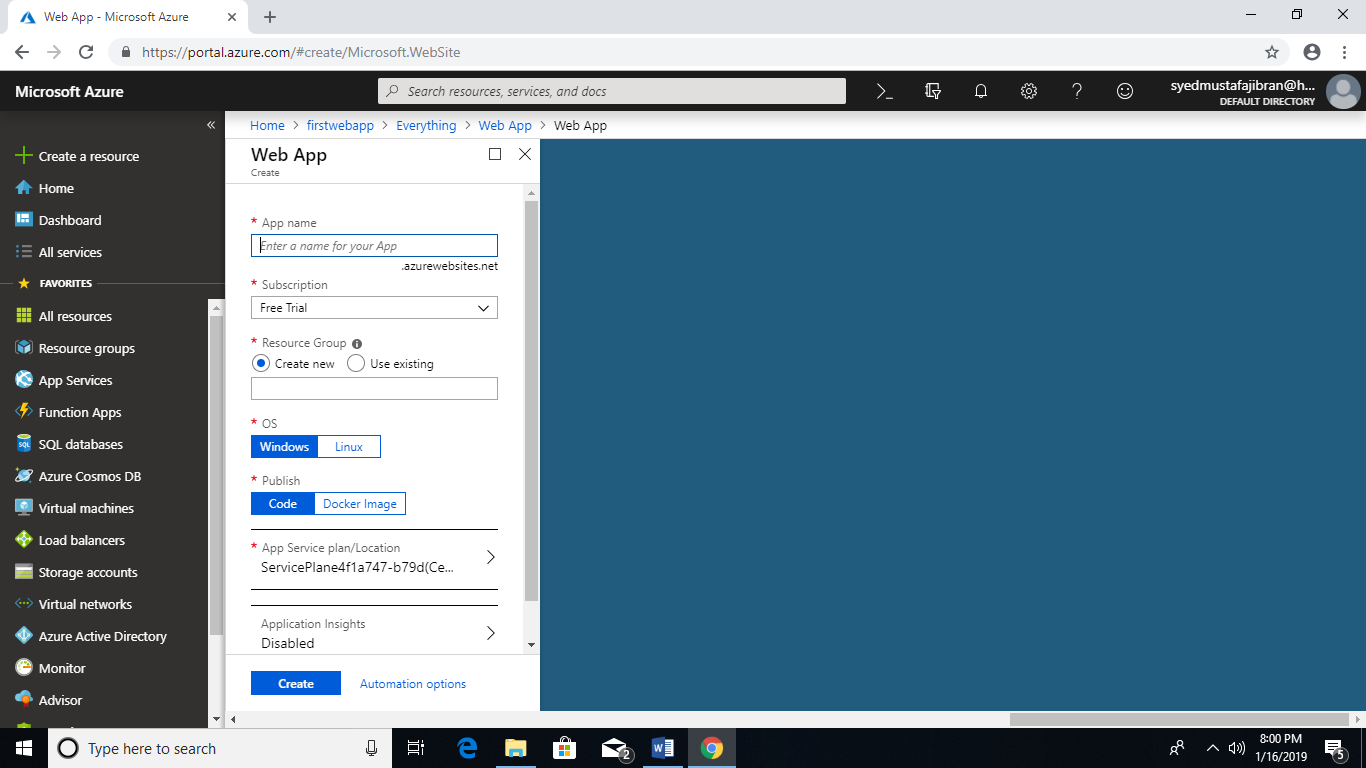 Web App - Microsoft Azure
https://portal.azure.com/#create/Microsoft.WebSite
Microsoft Azure
Search resources, services, and docs
syedmustafajibran@h...
DEFAULT DIRECTORY
Home > firstwebapp > Everything > Web App > Web App
Create a resource
Home
Dashboard
All services
FAVORITES
All resources
Resource groups
App Services
Function Apps
SQL databases
Azure Cosmos DB
Virtual machines
Load balancers
Storage accounts
Virtual networks
Azure Active Directory
Monitor
Advisor
Web App
Create
* App name
Enter a name for your App
.azurewebsites.net
* Subscription
Free Trial
* Resource Group
Create new Use existing
* OS
Windows Linux
* Publish
Code Docker Image
* App Service plan/Location
ServicePlane4f1a747-b79d(Ce...
Application Insights
Disabled
Create Automation options
Type here to search
2
8:00 PM
1/16/2019
5